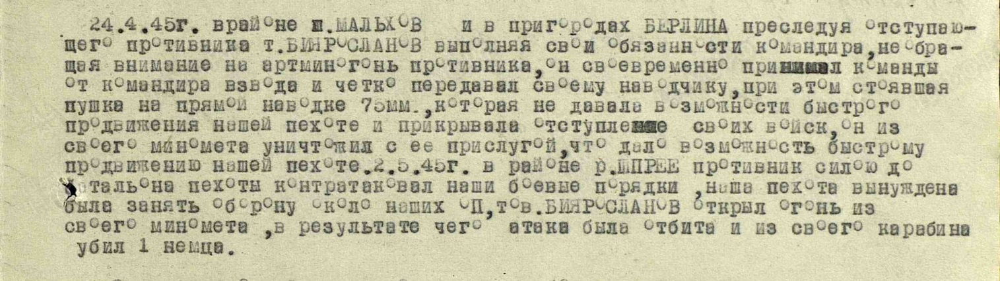 24.4.45г. врайоне п.МАЛЬХОВ и в пригородах БЕРЛИНА преследуя отступаю-
щего противника т.БИЯРОСЛАНОВ выполняя свои обязанности командира,необра-
щая внимание на артминогонь противника,он своевременно принимал команды
от командира взвода и четко передавал своему наводчику,при этом стоявшая
пушка на прямой наводке 75мм.,которая не давала возможности быстрого
продвижения нашей пехоте и прикрывала отступление своих войск,он из
своего миномета уничтожил с ее прислугой,что дало возможность быстрому
продвижению нашей пехоте.2.5.45г. в районе р.ШПРЕЕ противник силою до
батальона пехоты контратаковал наши боевые порядки ,наша пехота вынуждена
была занять оборону около наших ОП,тов.БИЯРОСЛАНОВ открыл огонь из
своего миномета ,в результате чего атака была отбита и из своего карабина
убил 1 немца.